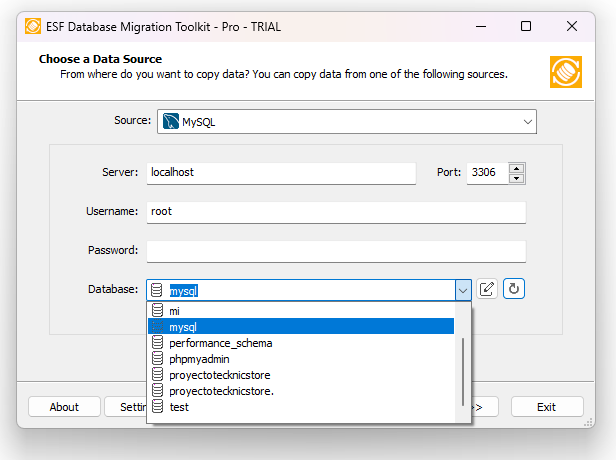 ESF Database Migration Toolkit - Pro - TRIAL
Choose a Data Source
From where do you want to copy data? You can copy data from one of the following sources.
Source: MySQL
Server: localhost Port: 3306
Username: root
Password:
Database: mysql
mi
mysql
performance_schema
phpmyadmin
proyectotecknicstore
proyectotecknicstore.
test
About >> Exit